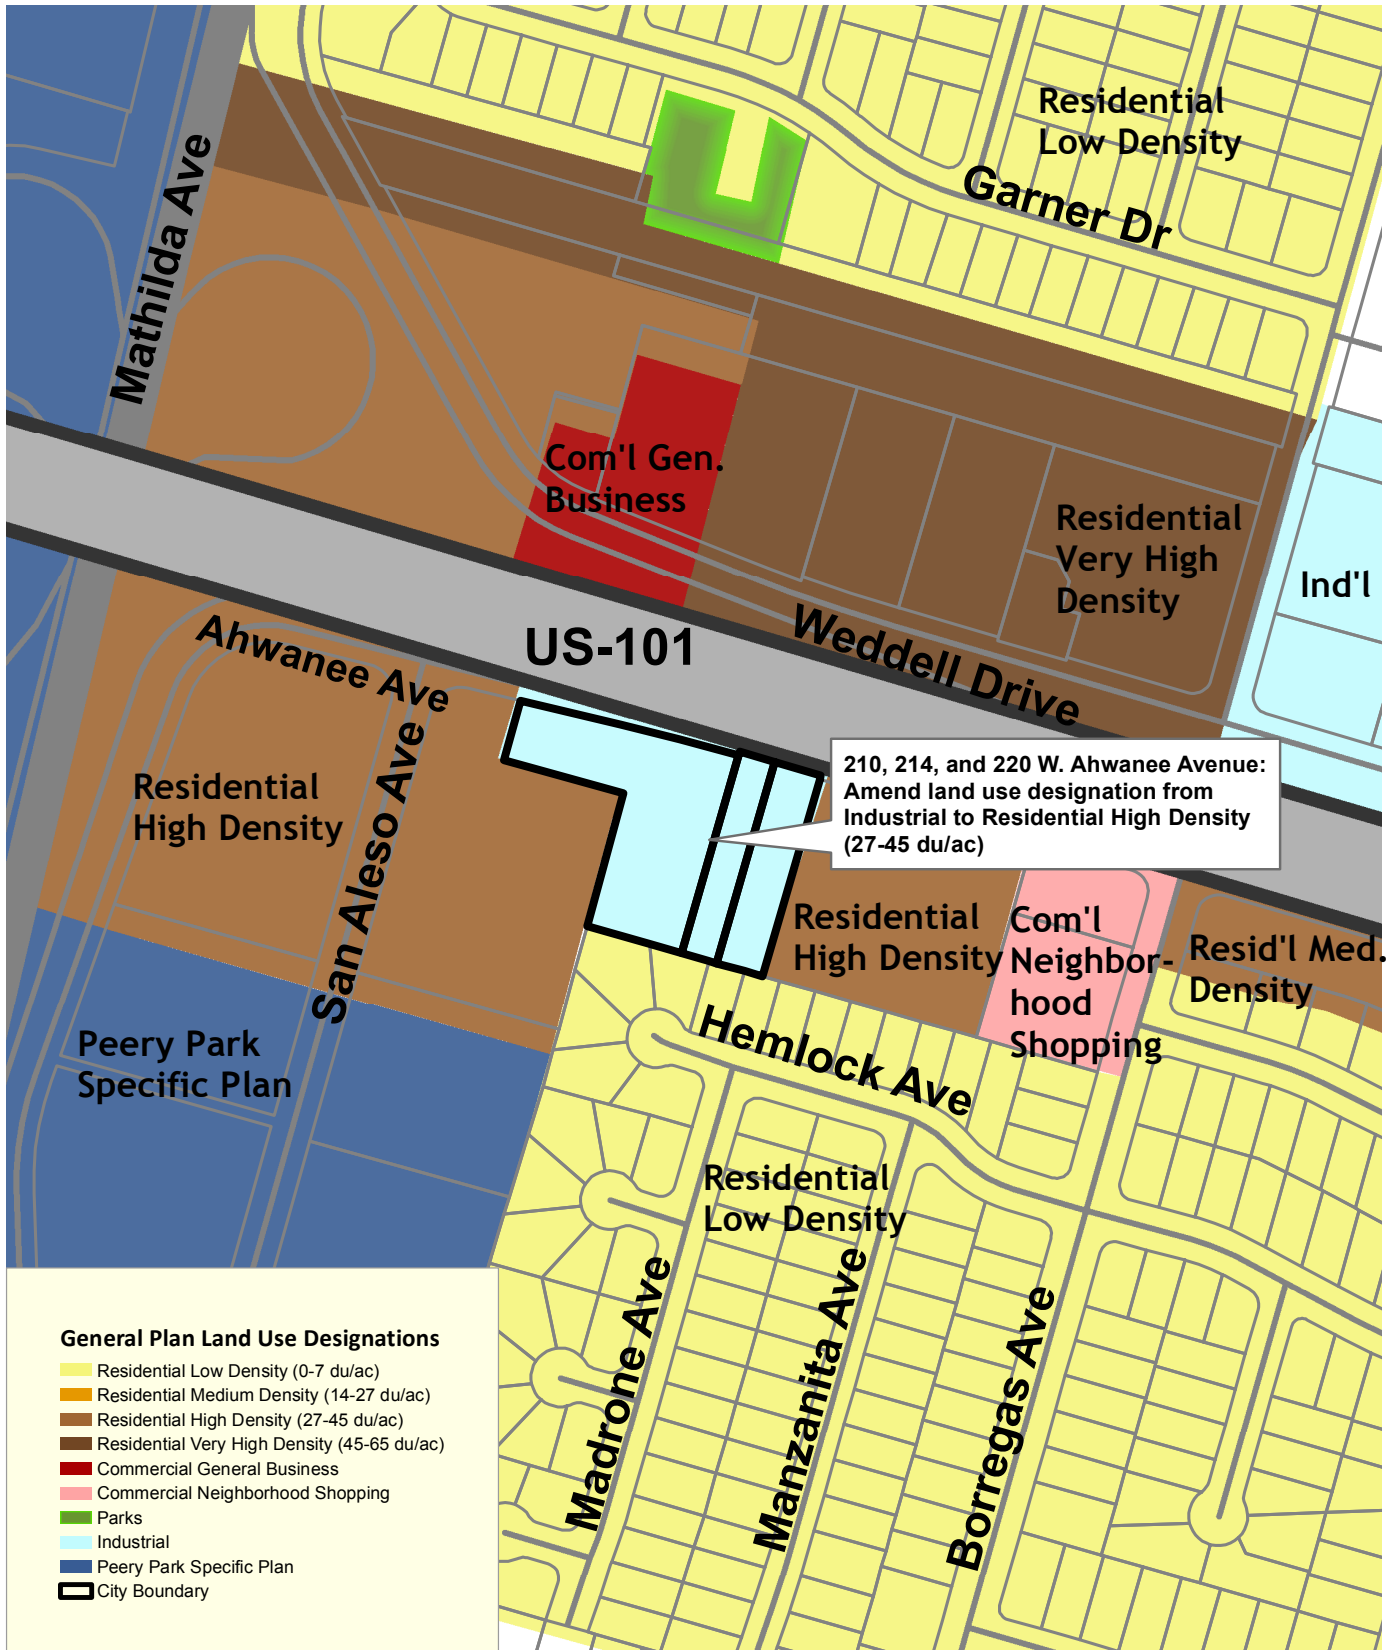 Residential
Low Density
Garner Dr
Mathilda Ave
Com'l Gen.
Business
Residential
Very High
Density
Ind'l
Weddell Drive
US-101
Ahwanee Ave
San Aleso Ave
210, 214, and 220 W. Ahwanee Avenue:
Amend land use designation from
Industrial to Residential High Density
(27-45 du/ac)
Residential
High Density
Residential
High Density
Com'l
Neighbor-
hood
Shopping
Resid'l Med.
Density
Peery Park
Specific Plan
Hemlock Ave
Residential
Low Density
Madrone Ave
Manzanita Ave
Borregas Ave
General Plan Land Use Designations
Residential Low Density (0-7 du/ac)
Residential Medium Density (14-27 du/ac)
Residential High Density (27-45 du/ac)
Residential Very High Density (45-65 du/ac)
Commercial General Business
Commercial Neighborhood Shopping
Parks
Industrial
Peery Park Specific Plan
City Boundary